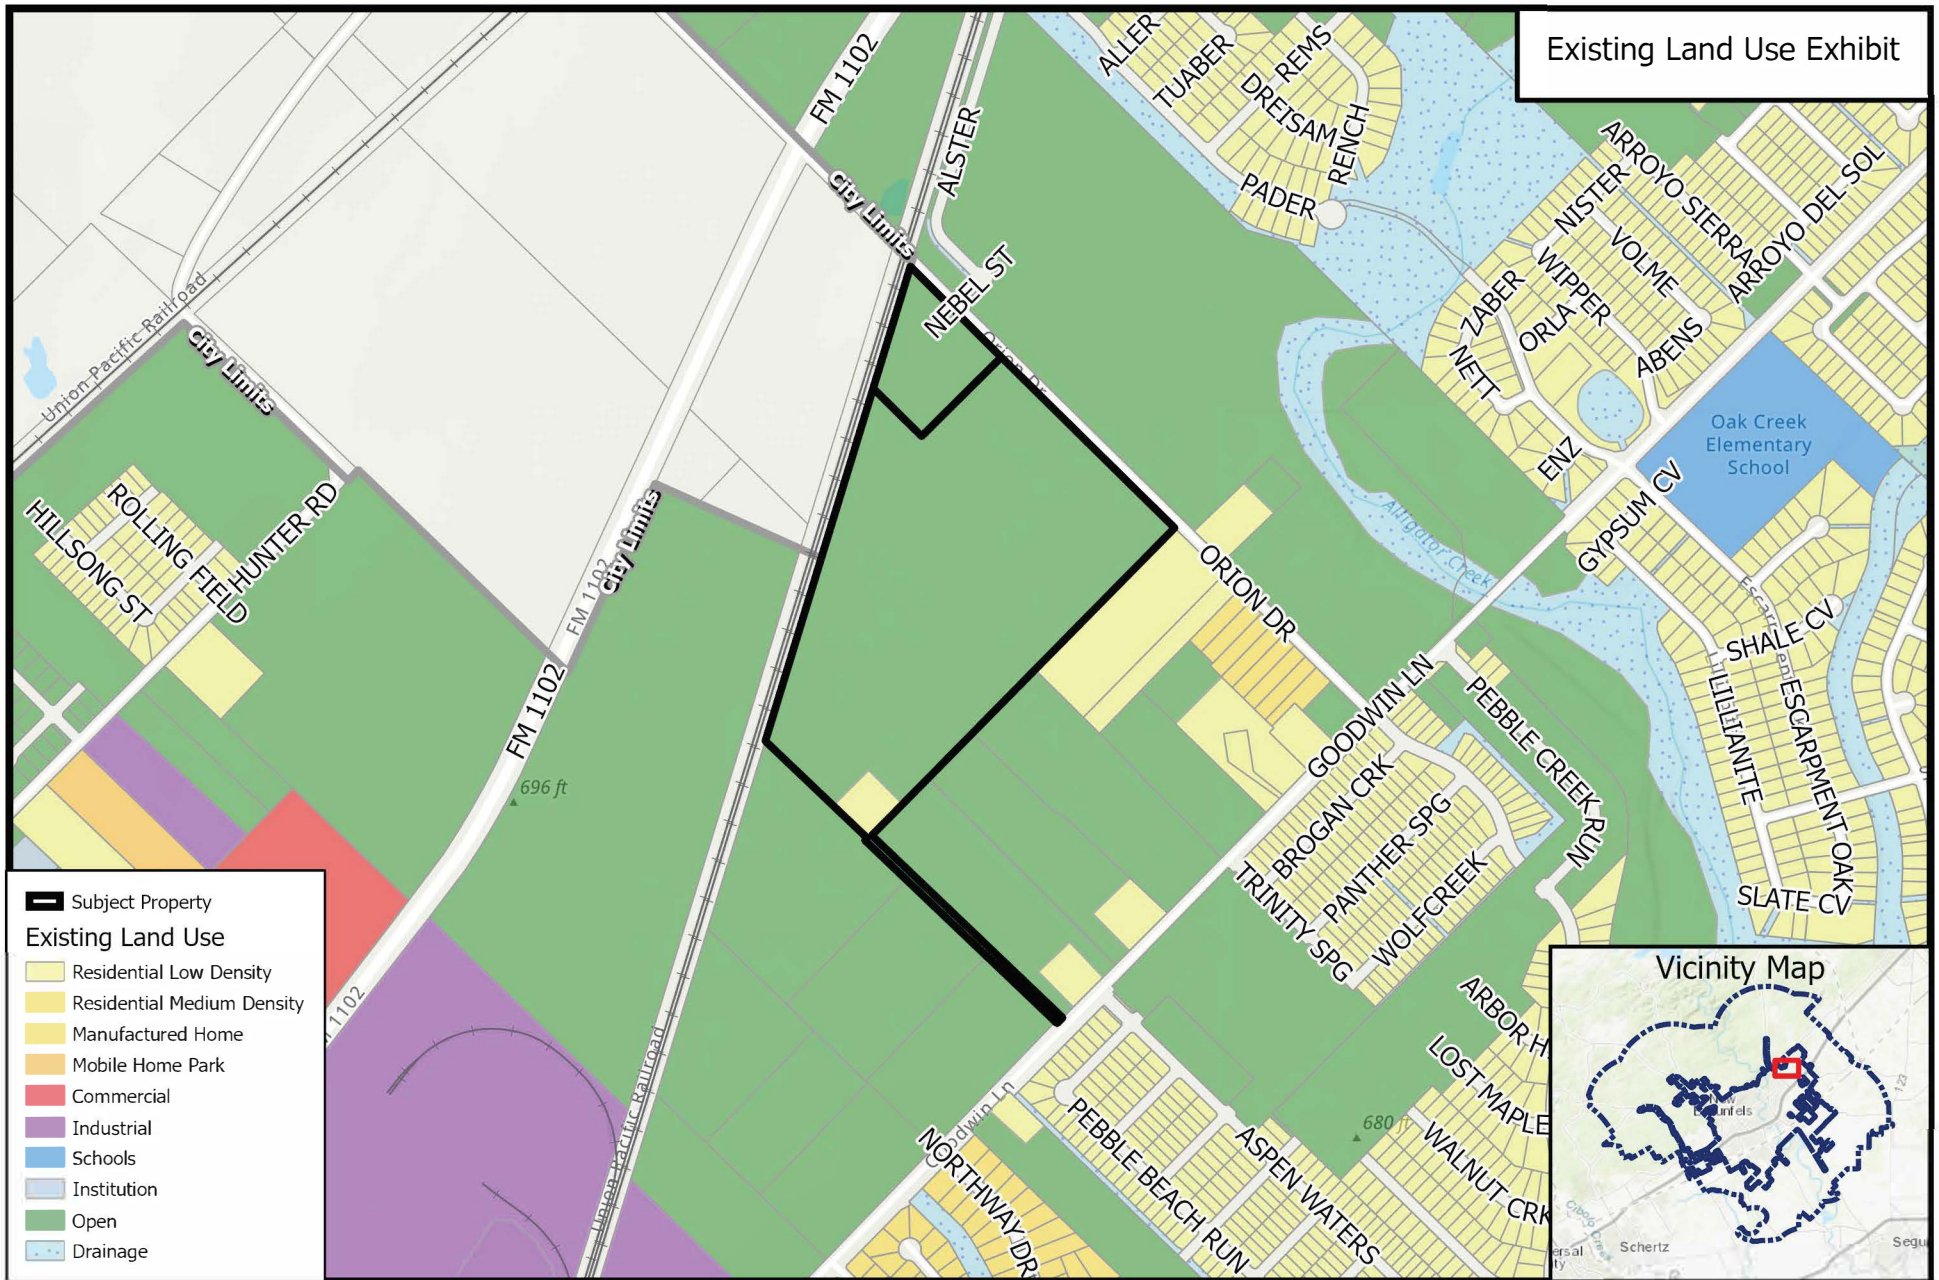 Existing Land Use Exhibit
FM 1102
ALSTER
ALLER
TUABER
REMS
DREISAM
RENCH
PADER
City Limits
NEBEL ST
Orion Dr
ARROYO SIERRA
ARROYO DEL SOL
NISTER
VOLME
WIPPER
ZABER
ORLA
ABENS
NETT
ENZ
Oak Creek
Elementary
School
GYPSUM CV
Alligator Creek
Union Pacific Railroad
City Limits
HUNTER RD
ROLLING FIELD
HILLSONG ST
City Limits
FM 1102
FM 1102
696 ft
ORION DR
GOODWIN LN
PEBBLE CREEK RUN
SHALE CV
LILLIANITE
ESCARPMENT OAK
SLATE CV
BROGAN CRK
PANTHER SPG
WOLFCREEK
TRINITY SPG
LOST MAPLE
WALNUT CRK
680 ft
ASPEN WATERS
PEBBLE BEACH RUN
NORTHWAY DR
Union Pacific Railroad
1102
Subject Property
Existing Land Use
Residential Low Density
Residential Medium Density
Manufactured Home
Mobile Home Park
Commercial
Industrial
Schools
Institution
Open
Drainage
Vicinity Map
New
123
Schertz